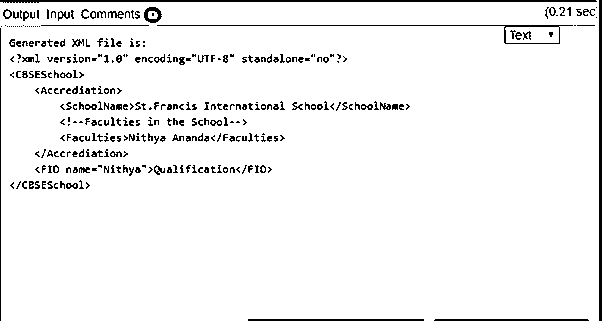 Output Input Comments
(0.21 sec
Text
Generated XML file is:
<?xml version="1.0" encoding="UTF-8" standalone="no"?>
<CBSESchool>
<Accrediation>
<SchoolName>St.Francis International School</SchoolName>
<!--Faculties in the School-->
<Faculties>Nithya Ananda</Faculties>
</Accrediation>
<FIO name="Nithya">Qualification</FIO>
</CBSESchool>